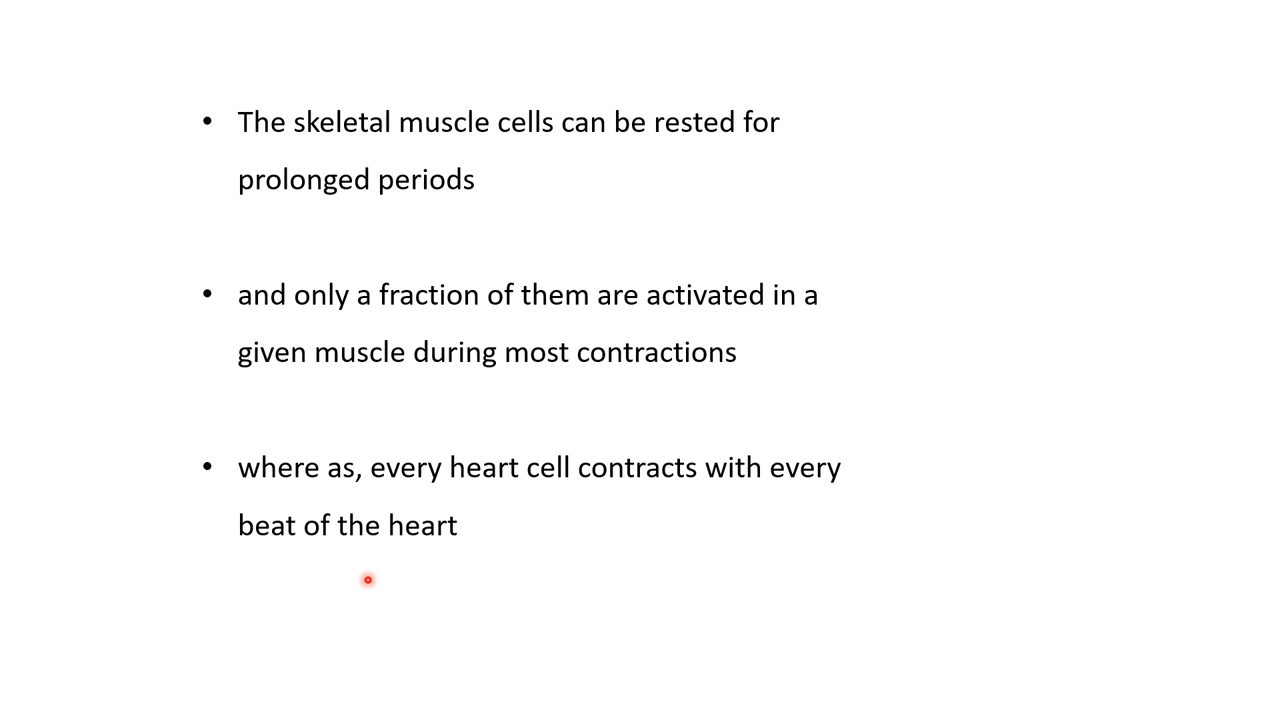 • The skeletal muscle cells can be rested for
prolonged periods
• and only a fraction of them are activated in a
given muscle during most contractions
• where as, every heart cell contracts with every
beat of the heart